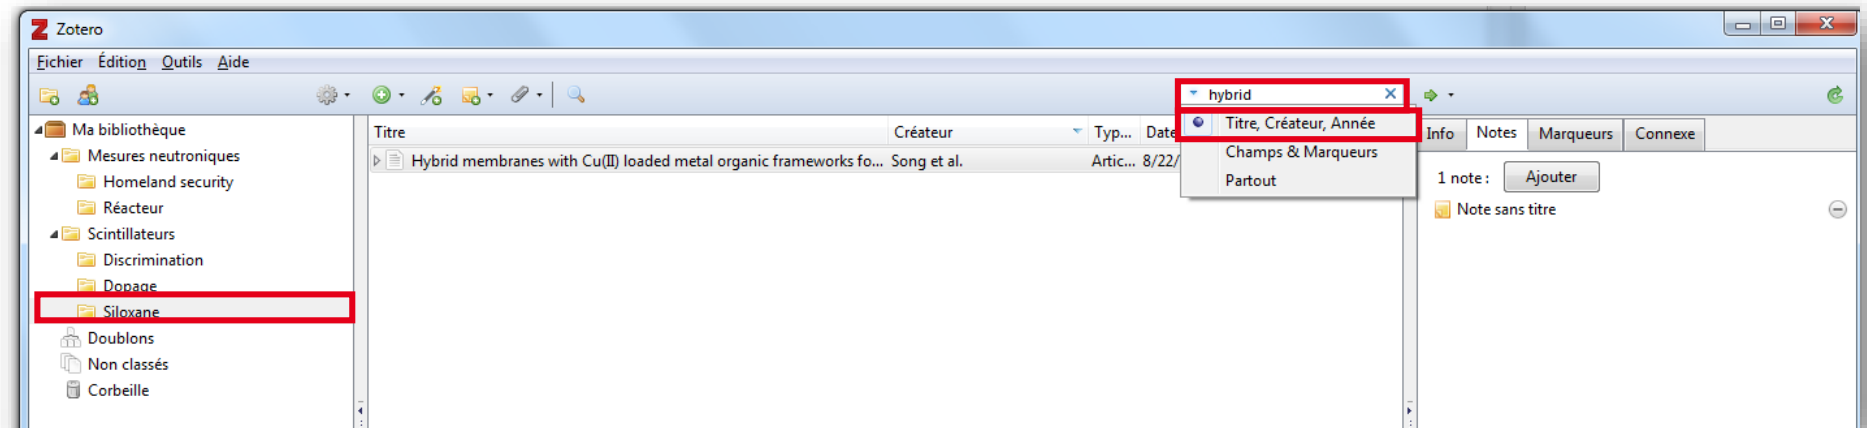 Zotero
Fichier Édition Outils Aide
hybrid
Ma bibliothèque
Mesures neutroniques
Homeland security
Réacteur
Scintillateurs
Discrimination
Dopage
Siloxane
Doublons
Non classés
Corbeille
Titre Créateur Typ... Date
Hybrid membranes with Cu(II) loaded metal organic frameworks fo... Song et al. Artic... 8/22/
Titre, Créateur, Année
Champs & Marqueurs
Partout
Info Notes Marqueurs Connexe
1 note : Ajouter
Note sans titre